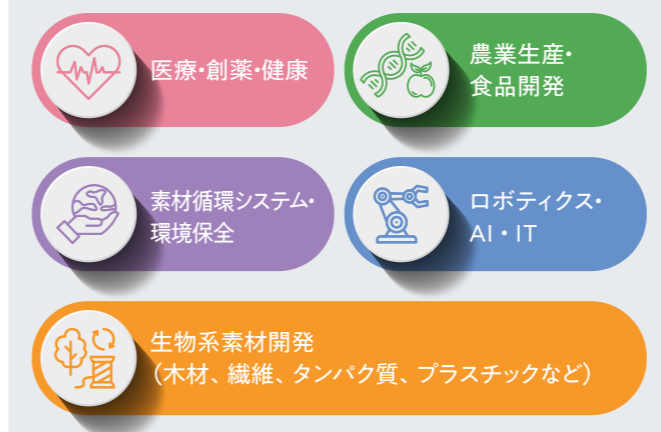 医療・創薬・健康
農業生産・
食品開発
素材循環システム・
環境保全
ロボティクス・
AI・IT
生物系素材開発
（木材、繊維、タンパク質、プラスチックなど）